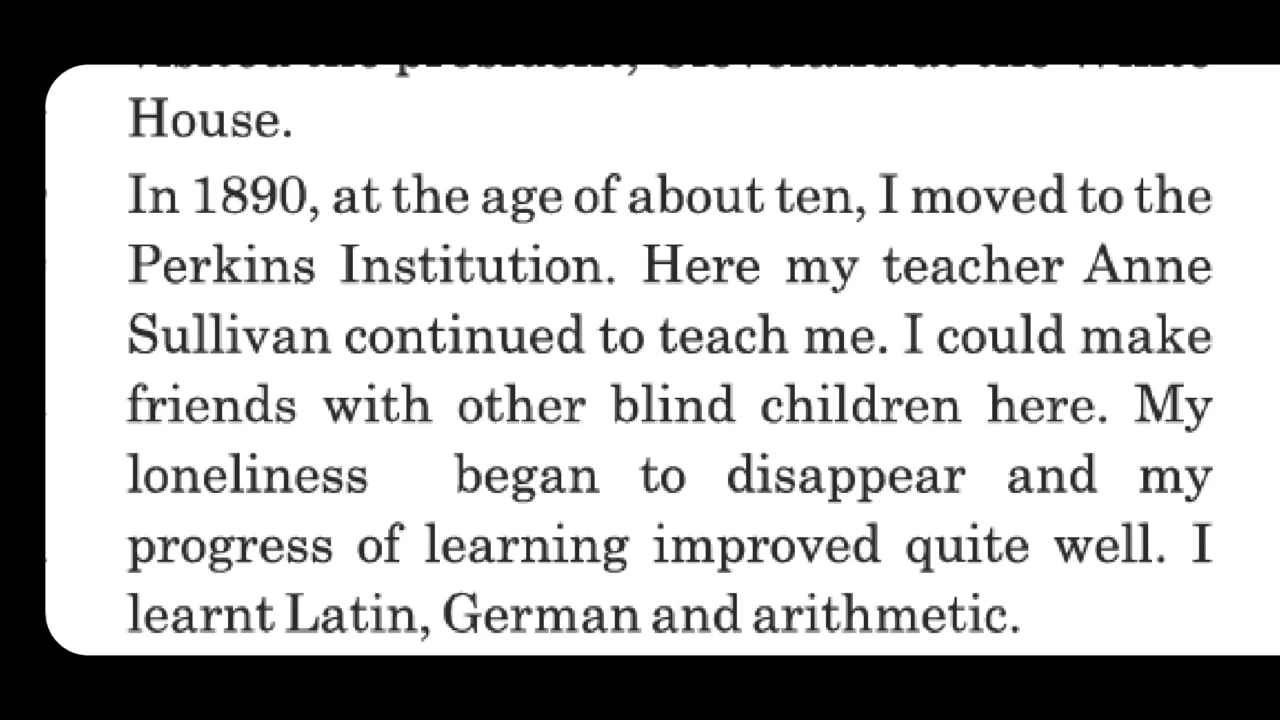 House.
In 1890, at the age of about ten, I moved to the
Perkins Institution. Here my teacher Anne
Sullivan continued to teach me. I could make
friends with other blind children here. My
loneliness began to disappear and my
progress of learning improved quite well. I
learnt Latin, German and arithmetic.